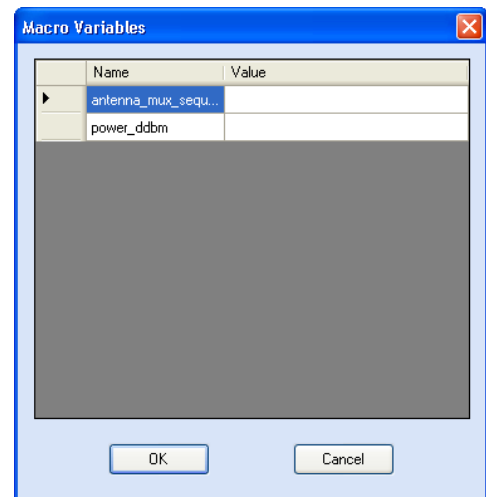 Macro Variables
Name Value
antenna_mux_sequ...
power_ddbm
OK Cancel